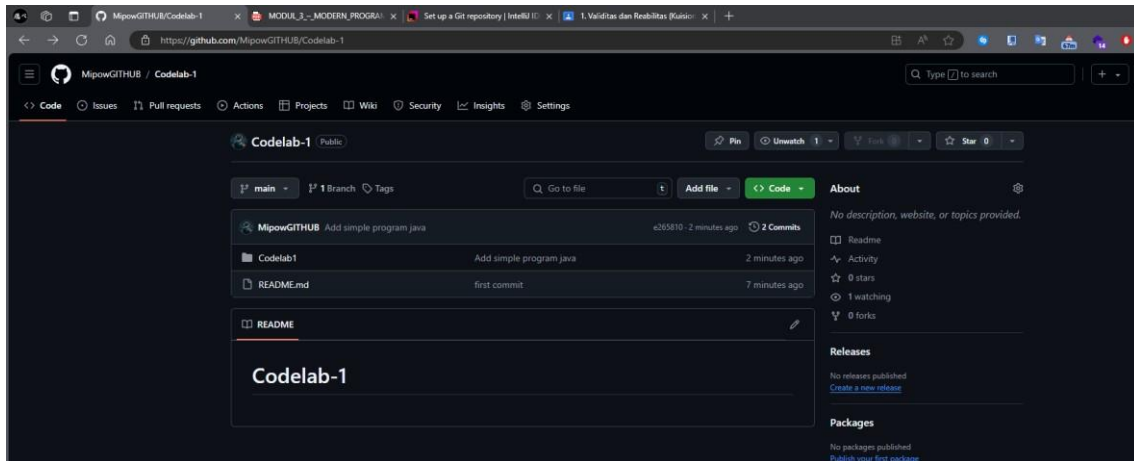 MipowGITHUB/Codelab-1
MODUL_3_-_MODERN_PROGRA
Set up a Git repository | IntelliJ ID
1. Validitas dan Reabilitas (Kuisio
https://github.com/MipowGITHUB/Codelab-1
MipowGITHUB / Codelab-1
Type / to search
Code Issues Pull requests Actions Projects Wiki Security Insights Settings
Codelab-1 Public
Pin Unwatch 1 Fork 0 Star 0
main 1 Branch Tags Go to file t Add file Code
MipowGITHUB Add simple program java e265810 · 2 minutes ago 2 Commits
Codelab1 Add simple program java 2 minutes ago
README.md first commit 7 minutes ago
README
Codelab-1
About
No description, website, or topics provided.
Readme
Activity
0 stars
1 watching
0 forks
Releases
No releases published
Create a new release
Packages
No packages published
Publish your first package